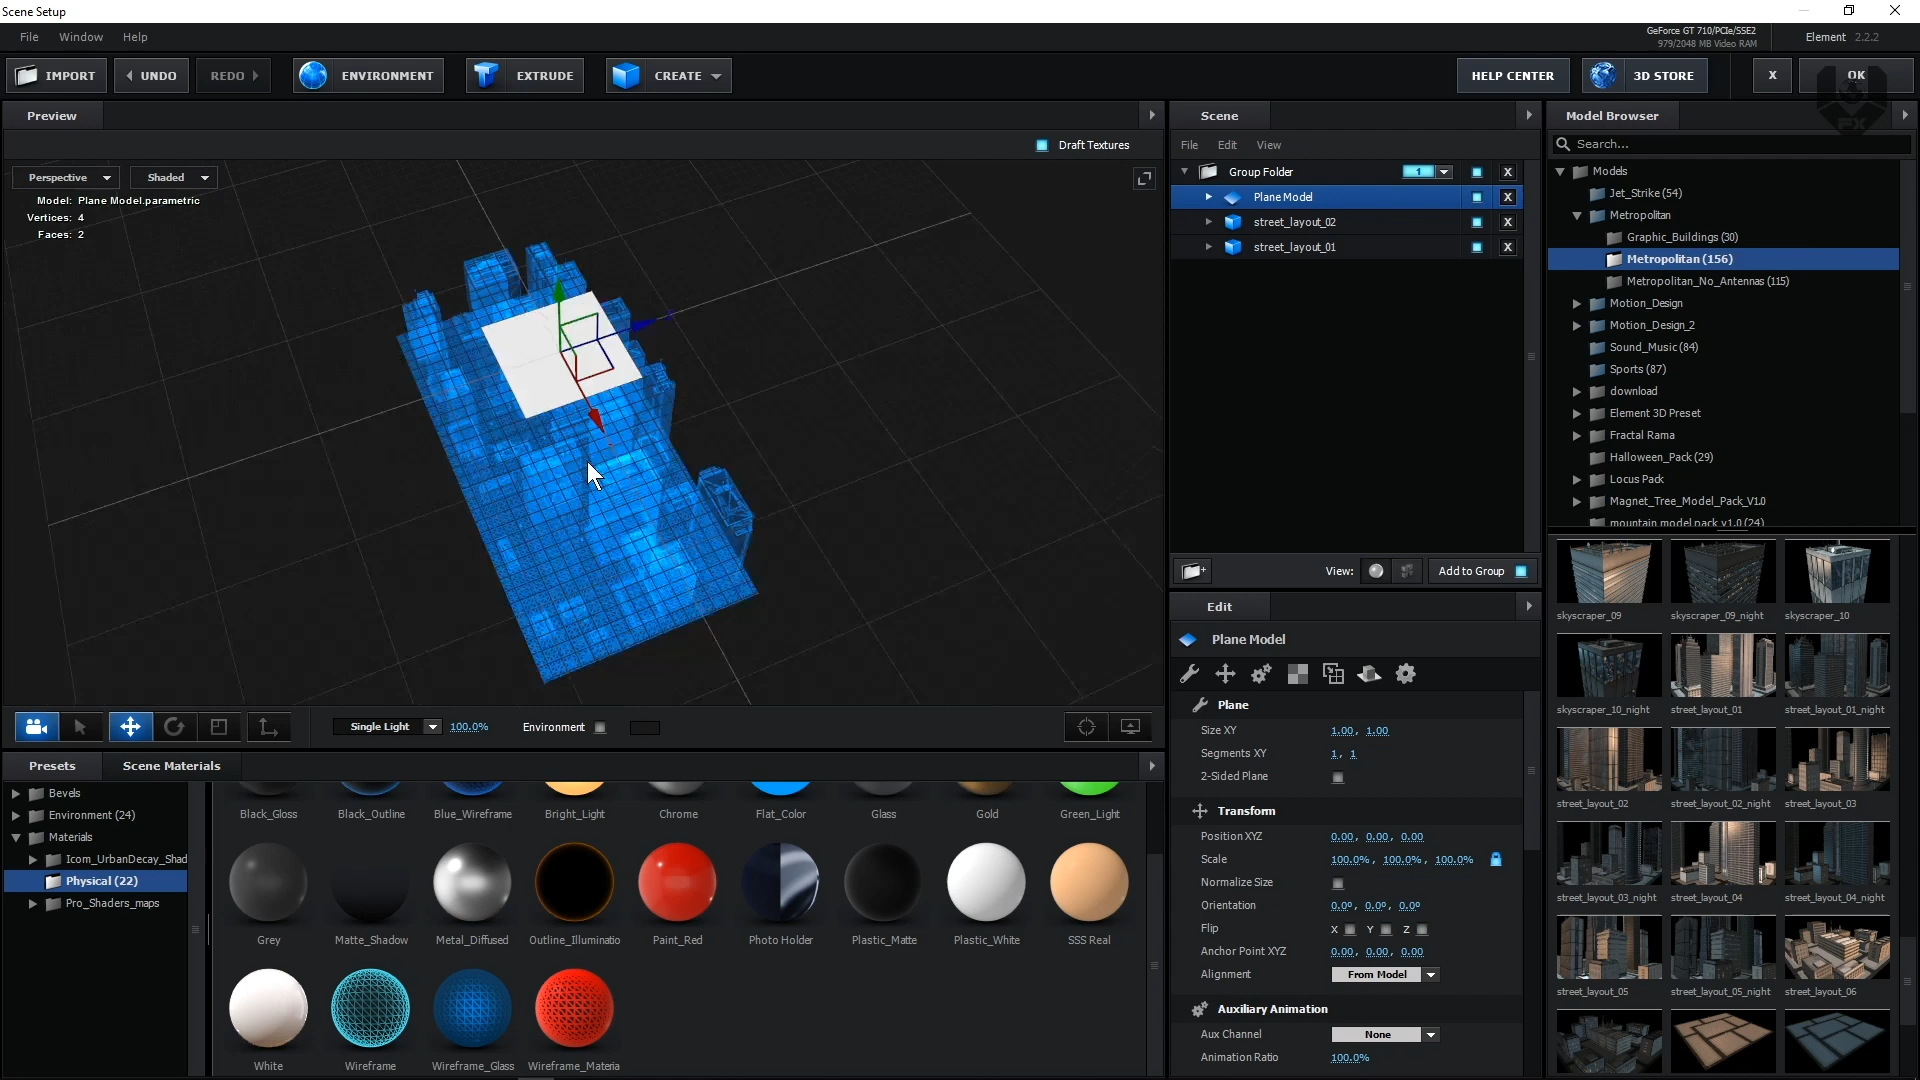 Scene Setup
File Window Help
GeForce GT 710/PCIe/SSE2
979/2048 MB Video RAM
Element 2.2.2
IMPORT UNDO REDO ENVIRONMENT EXTRUDE CREATE HELP CENTER 3D STORE X OK
Preview
Draft Textures
Perspective Shaded
Model: Plane Model.parametric
Vertices: 4
Faces: 2
Single Light 100.0% Environment
Scene
File Edit View
Group Folder 1 X
Plane Model X
street_layout_02 X
street_layout_01 X
View: Add to Group
Edit
Plane Model
Plane
Size XY 1.00, 1.00
Segments XY 1, 1
2-Sided Plane
Transform
Position XYZ 0.00, 0.00, 0.00
Scale 100.0%, 100.0%, 100.0%
Normalize Size
Orientation 0.0º, 0.0º, 0.0º
Flip X Y Z
Anchor Point XYZ 0.00, 0.00, 0.00
Alignment From Model
Auxiliary Animation
Aux Channel None
Animation Ratio 100.0%
Model Browser
Search...
Models
Jet_Strike (54)
Metropolitan
Graphic_Buildings (30)
Metropolitan (156)
Metropolitan_No_Antennas (115)
Motion_Design
Motion_Design_2
Sound_Music (84)
Sports (87)
download
Element 3D Preset
Fractal Rama
Halloween_Pack (29)
Locus Pack
Magnet_Tree_Model_Pack_V1.0
mountain model pack v1.0 (24)
skyscraper_09 skyscraper_09_night skyscraper_10
skyscraper_10_night street_layout_01 street_layout_01_night
street_layout_02 street_layout_02_night street_layout_03
street_layout_03_night street_layout_04 street_layout_04_night
street_layout_05 street_layout_05_night street_layout_06
Presets Scene Materials
Bevels
Environment (24)
Materials
Icom_UrbanDecay_Shad
Physical (22)
Pro_Shaders_maps
Black_Gloss Black_Outline Blue_Wireframe Bright_Light Chrome Flat_Color Glass Gold Green_Light
Grey Matte_Shadow Metal_Diffused Outline_Illuminatio Paint_Red Photo Holder Plastic_Matte Plastic_White SSS Real
White Wireframe Wireframe_Glass Wireframe_Materia